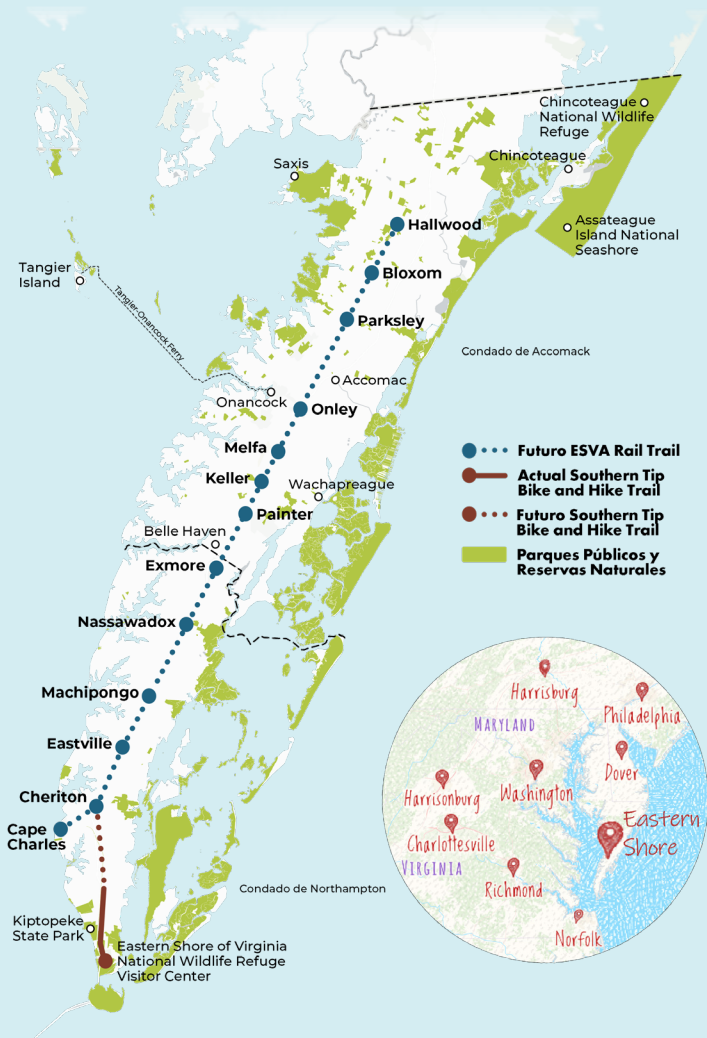 Chincoteague
National Wildlife
Refuge
Chincoteague
Saxis
Assateague
Island National
Seashore
Hallwood
Bloxom
Tangier
Island
Tangier-Onancock Ferry
Parksley
Condado de Accomack
Accomac
Onancock
Onley
Melfa
Keller
Wachapreague
Painter
Belle Haven
Exmore
Nassawadox
Machipongo
Eastville
Cheriton
Cape
Charles
Condado de Northampton
Kiptopeke
State Park
Eastern Shore of Virginia
National Wildlife Refuge
Visitor Center
Futuro ESVA Rail Trail
Actual Southern Tip
Bike and Hike Trail
Futuro Southern Tip
Bike and Hike Trail
Parques Públicos y
Reservas Naturales
Harrisburg
Philadelphia
MARYLAND
Dover
Washington
Harrisonburg
Eastern
Shore
Charlottesville
VIRGINIA
Richmond
Norfolk